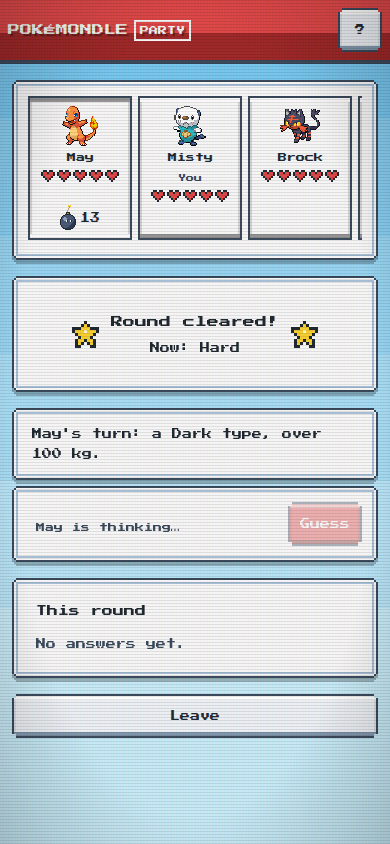 POKéMONDLE PARTY
?
May
Misty
Brock
You
13
Round cleared!
Now: Hard
May's turn: a Dark type, over
100 kg.
May is thinking…
Guess
This round
No answers yet.
Leave